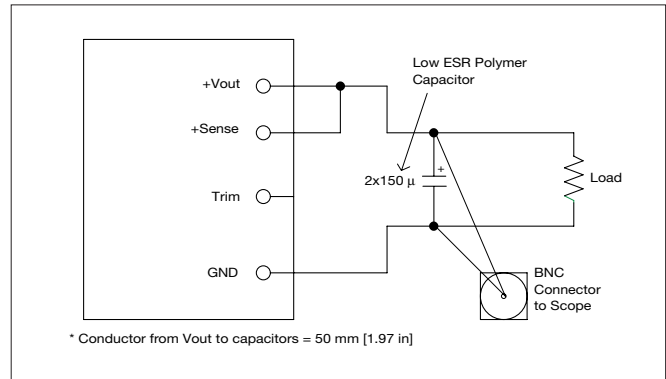 Low ESR Polymer
Capacitor
+Vout
+Sense
+
2x150 μ
Load
Trim
GND
BNC
Connector
to Scope
* Conductor from Vout to capacitors = 50 mm [1.97 in]